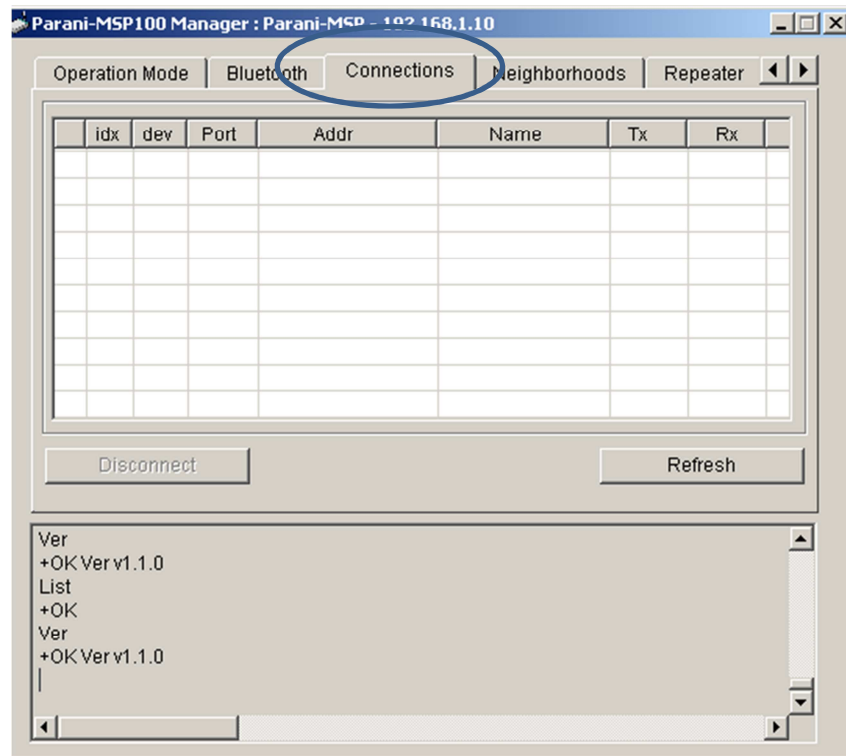 Parani-MSP100 Manager : Parani-MSP - 192.168.1.10
Operation Mode Bluetooth Connections Neighborhoods Repeater
idx dev Port Addr Name Tx Rx
Disconnect Refresh
Ver
+OK Ver v1.1.0
List
+OK
Ver
+OK Ver v1.1.0